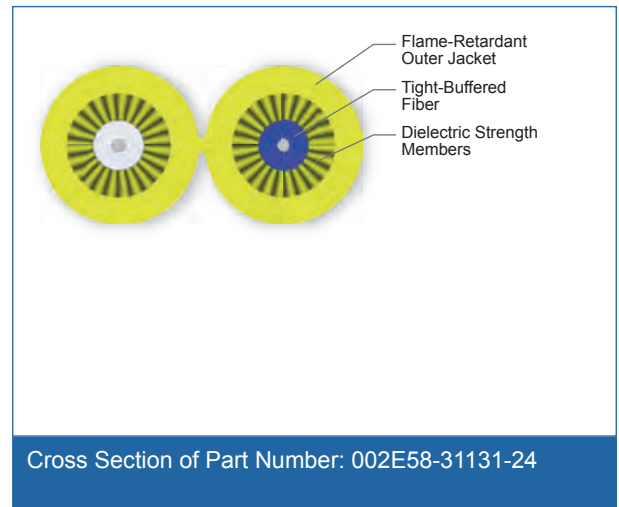 Flame-Retardant
Outer Jacket
Tight-Buffered
Fiber
Dielectric Strength
Members
Cross Section of Part Number: 002E58-31131-24